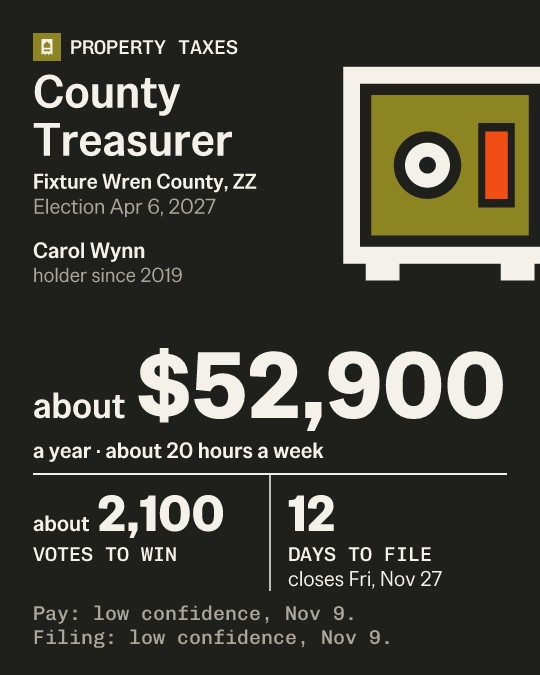 PROPERTY TAXES
County
Treasurer
Fixture Wren County, ZZ
Election Apr 6, 2027
Carol Wynn
holder since 2019
about $52,900
a year · about 20 hours a week
about 2,100
VOTES TO WIN
12
DAYS TO FILE
closes Fri, Nov 27
Pay: low confidence, Nov 9.
Filing: low confidence, Nov 9.